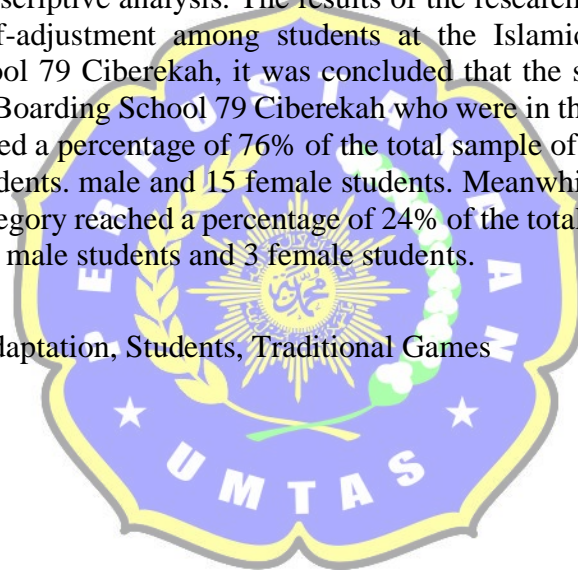 scriptive analysis. The results of the research
f-adjustment among students at the Islamic
ool 79 Ciberekah, it was concluded that the s
Boarding School 79 Ciberekah who were in th
ed a percentage of 76% of the total sample of
dents. male and 15 female students. Meanwhi
egory reached a percentage of 24% of the total
male students and 3 female students.
daptation, Students, Traditional Games
PERPUSTAKAAN
UMTAS